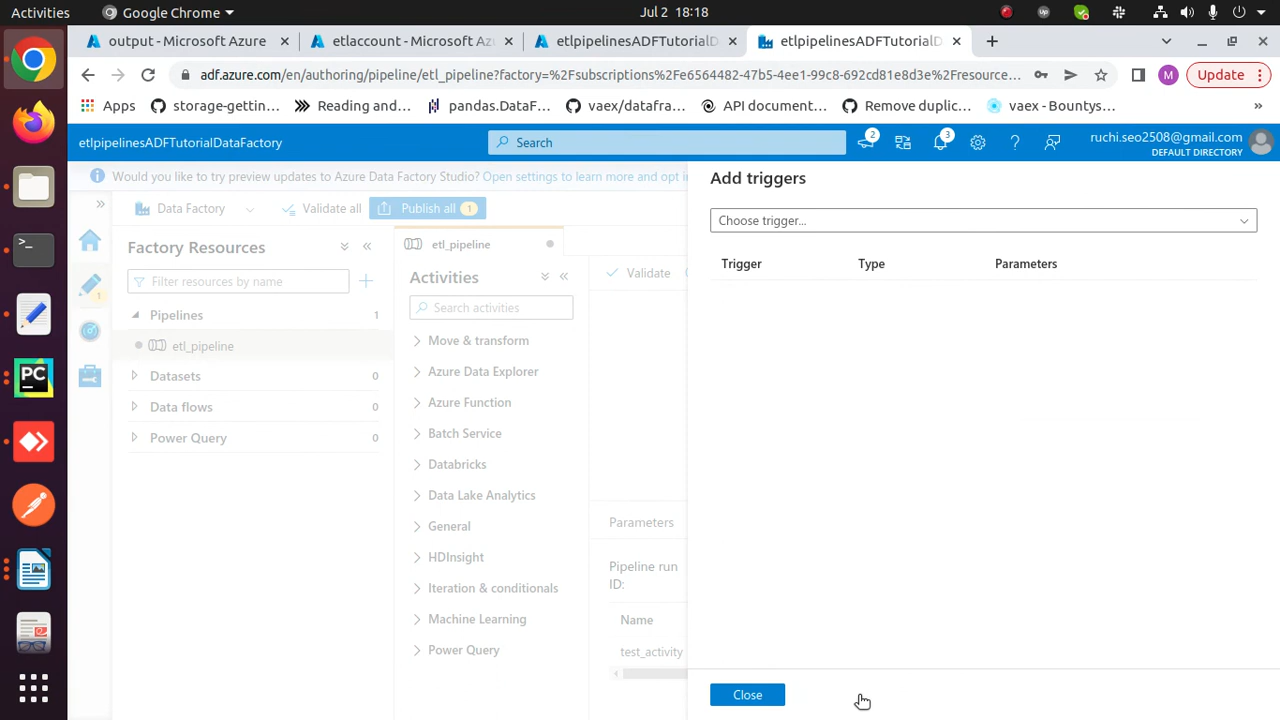 Activities
Google Chrome
Jul 2 18:18
output - Microsoft Azure
etlaccount - Microsoft Az
etlpipelinesADFTutorialD
etlpipelinesADFTutorialD
adf.azure.com/en/authoring/pipeline/etl_pipeline?factory=%2Fsubscriptions%2Fe6564482-47b5-4ee1-99c8-692cd81e8d3e%2Fresource...
M
Update
Apps
storage-gettin...
Reading and...
pandas.DataF...
vaex/datafra...
API document...
Remove duplic...
vaex - Bountys...
»
etlpipelinesADFTutorialDataFactory
Search
2
3
ruchi.seo2508@gmail.com
DEFAULT DIRECTORY
Would you like to try preview updates to Azure Data Factory Studio? Open settings to learn more and opt i
Add triggers
Data Factory
Validate all
Publish all 1
Choose trigger...
Factory Resources
etl_pipeline
Trigger
Type
Parameters
Filter resources by name
Activities
Validate
Search activities
1
Pipelines 1
etl_pipeline
Datasets 0
Data flows 0
Power Query 0
Move & transform
Azure Data Explorer
Azure Function
Batch Service
Databricks
Data Lake Analytics
General
HDInsight
Iteration & conditionals
Machine Learning
Power Query
Parameters
Pipeline run
ID:
Name
test_activity
Close